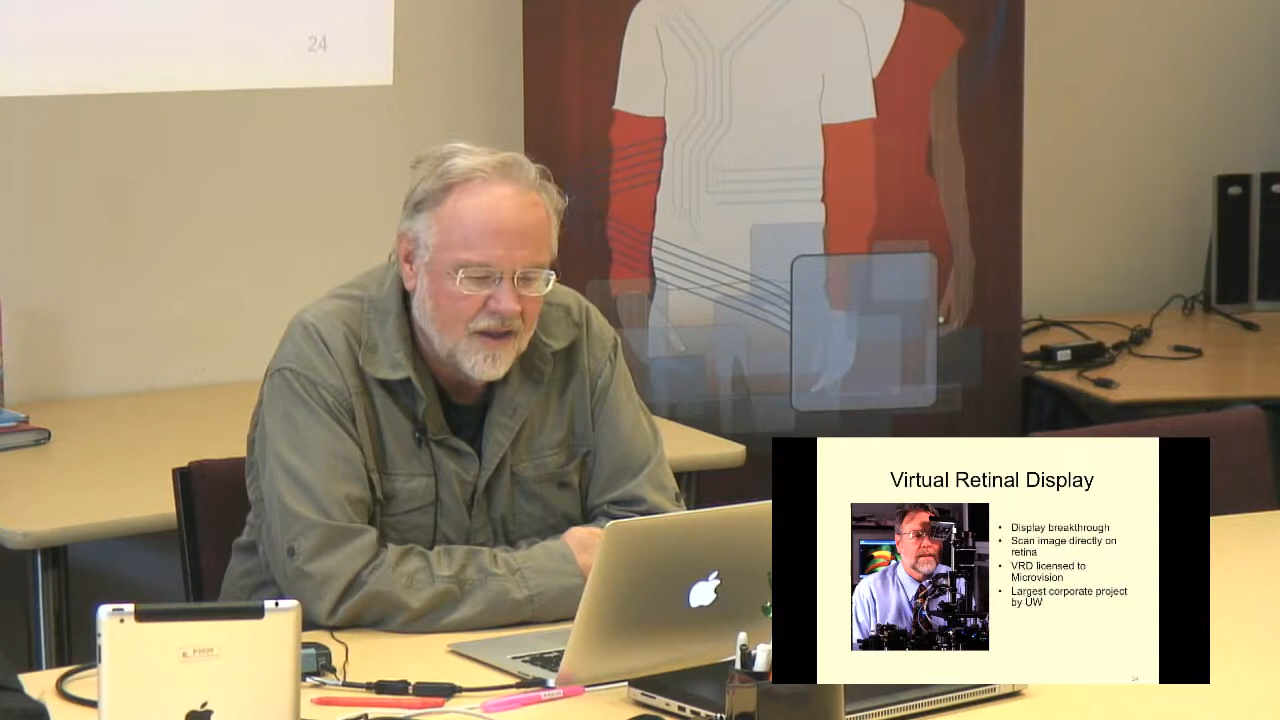 24
Virtual Retinal Display
• Display breakthrough
• Scan image directly on
retina
• VRD licensed to
Microvision
• Largest corporate project
by UW
24